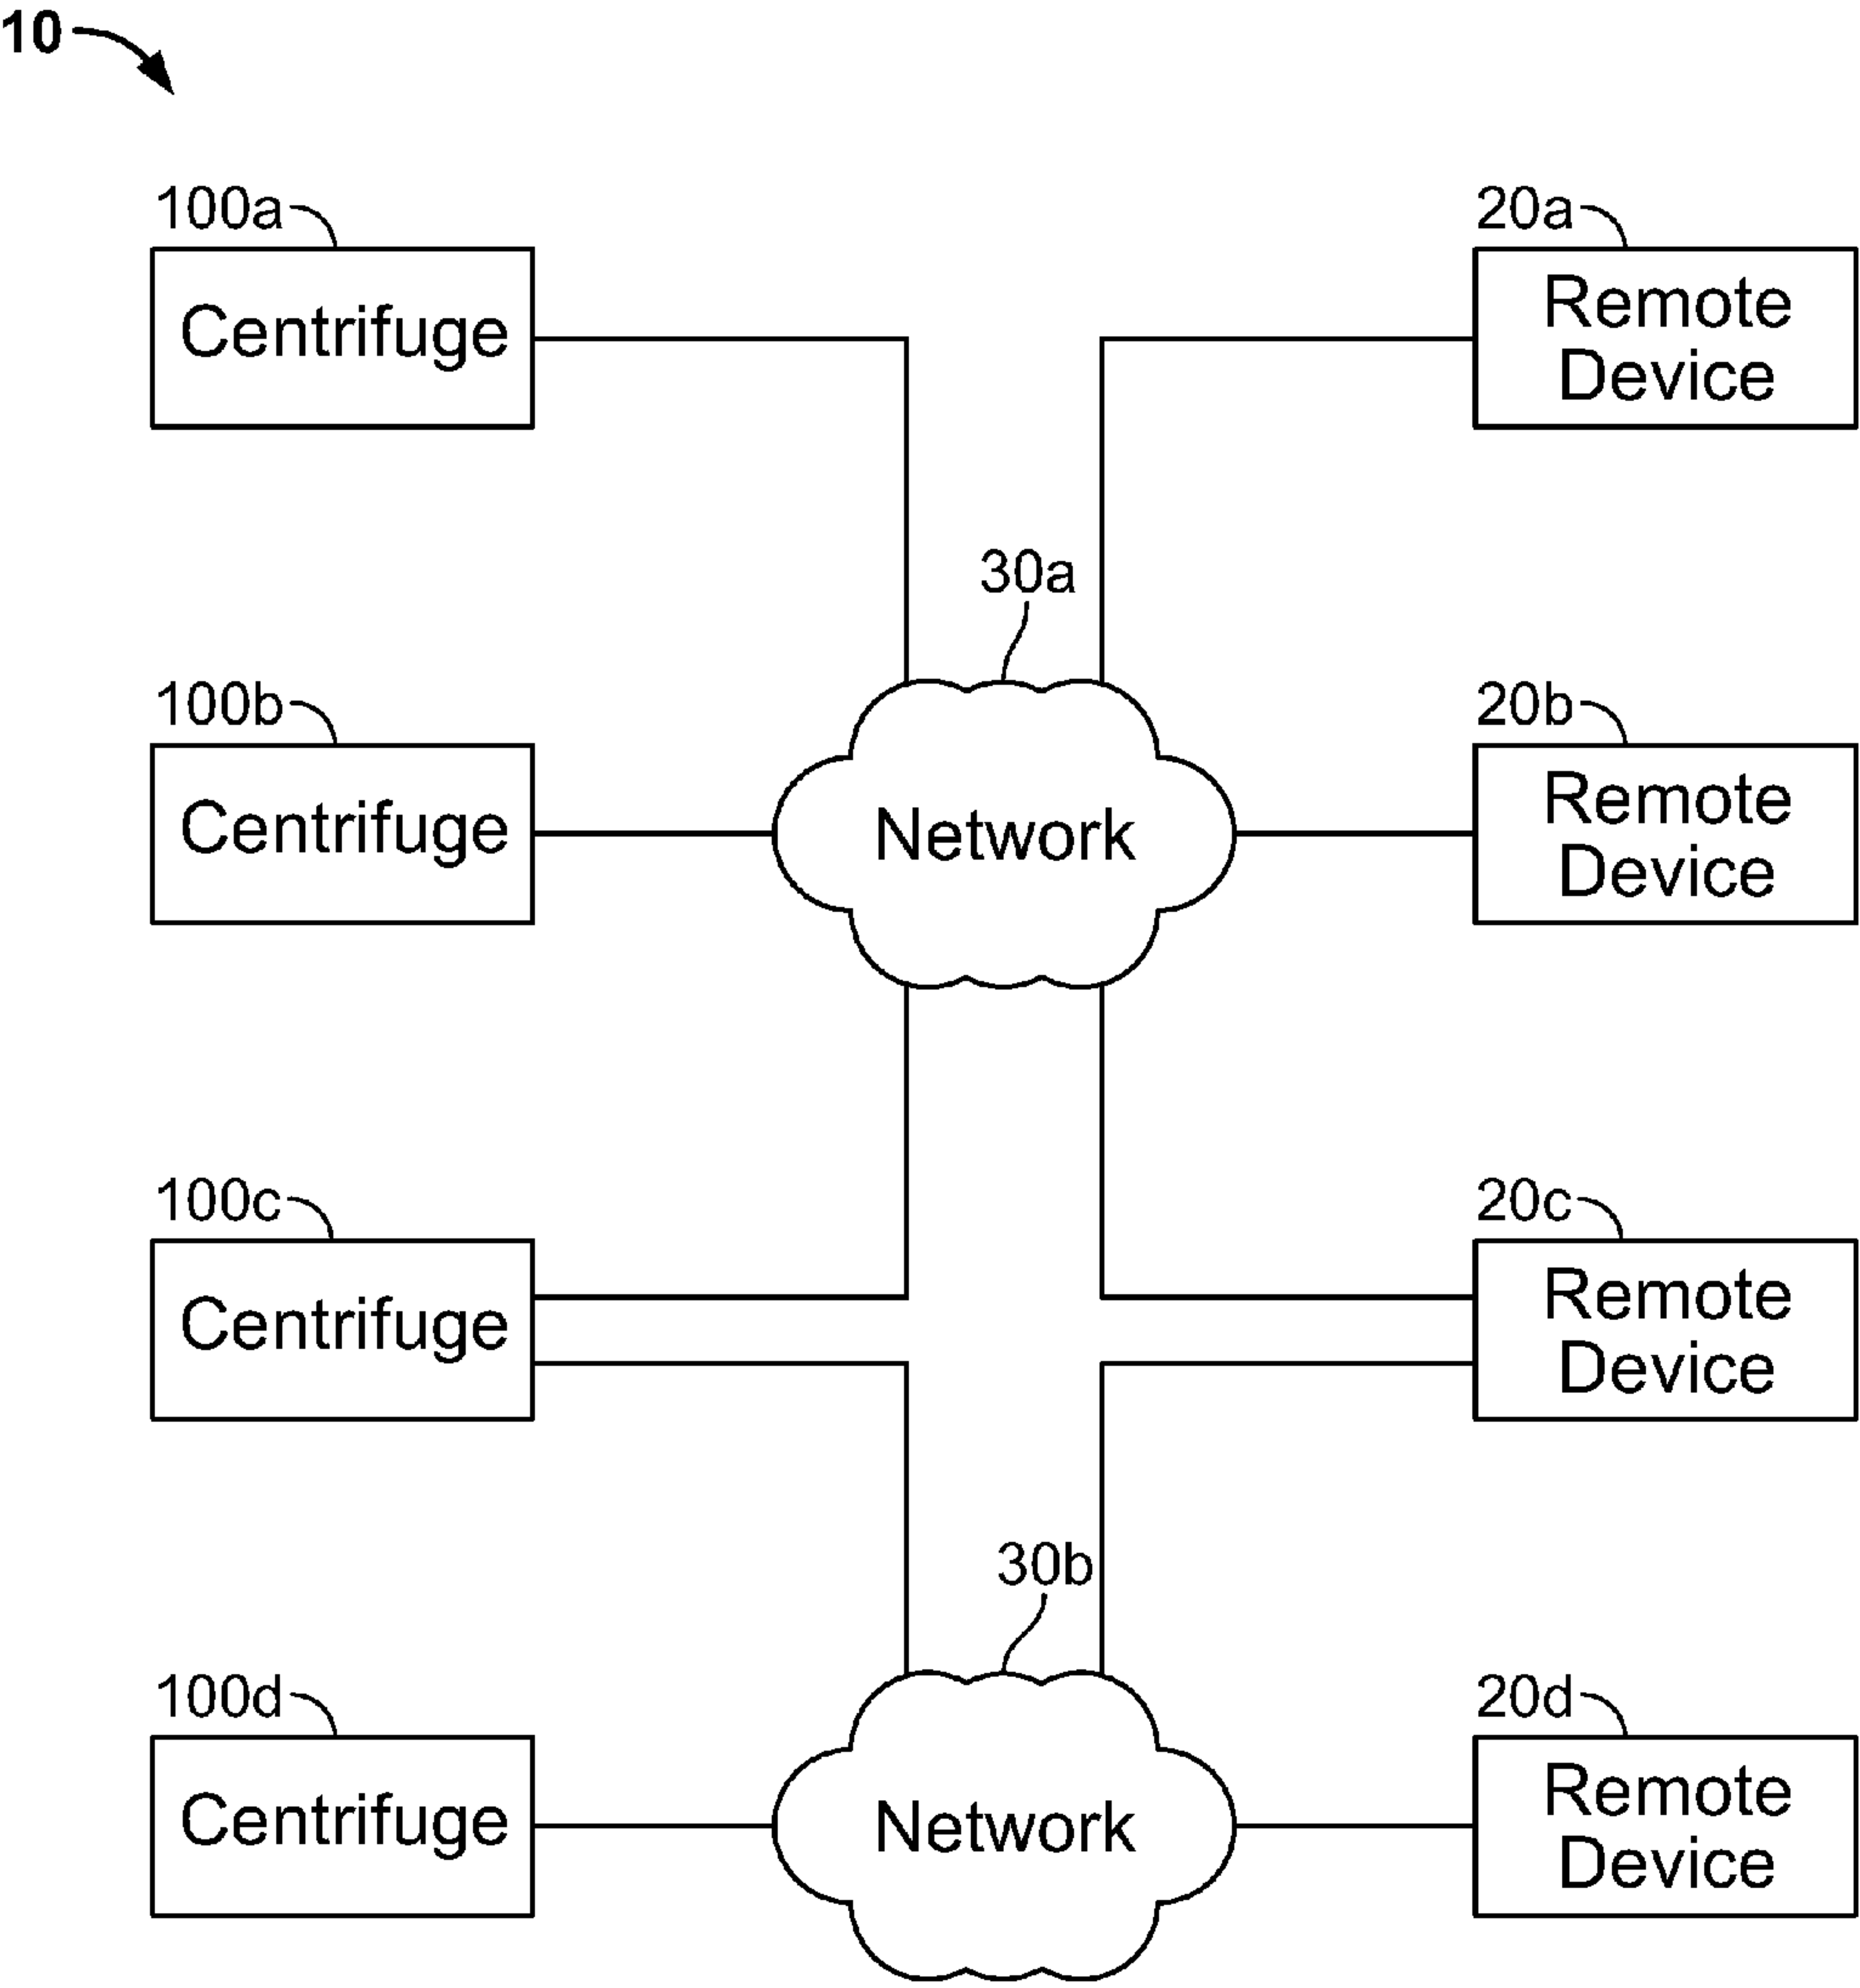 10
100a
20a
Centrifuge
Remote
Device
30a
100b
20b
Centrifuge
Network
Remote
Device
100c
20c
Centrifuge
Remote
Device
30b
100d
20d
Centrifuge
Network
Remote
Device